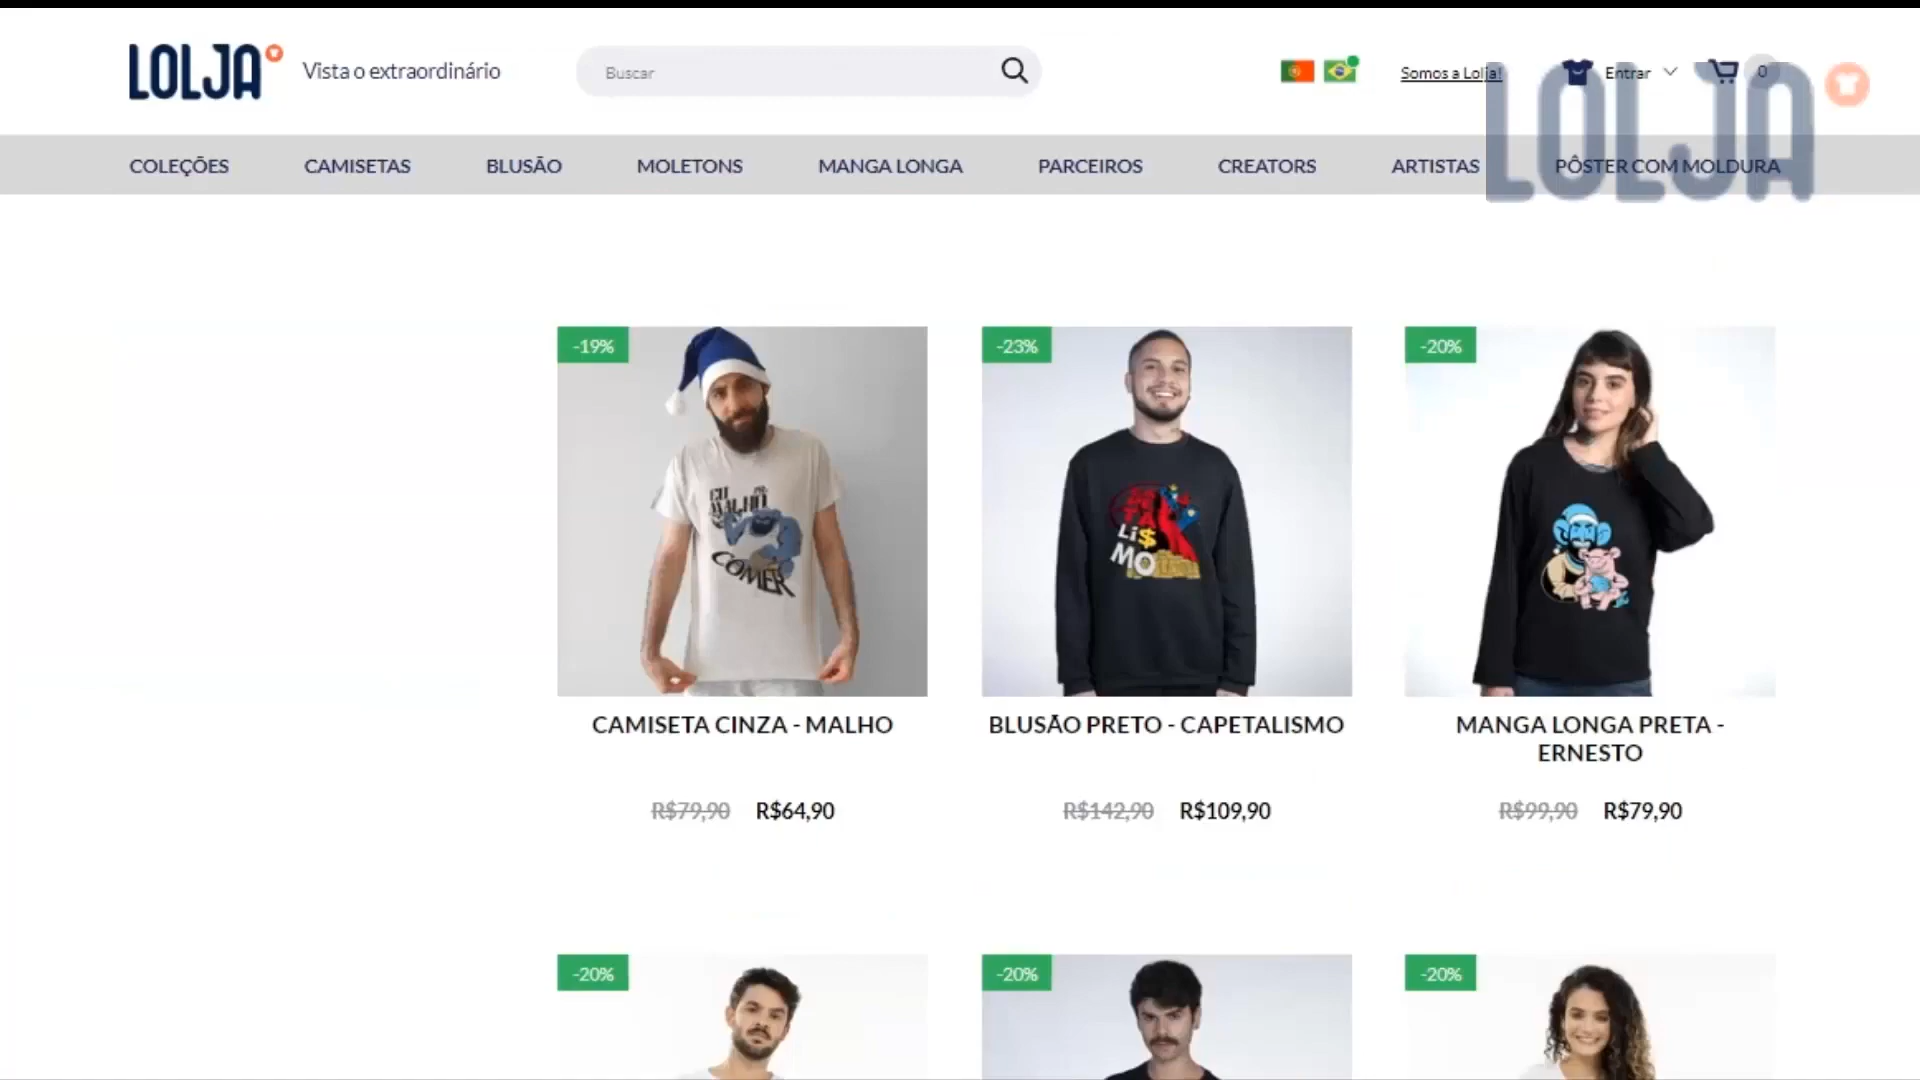 LOLJA
Vista o extraordinário
Buscar
Somos a Lolja!
Entrar
0
LOLJA
COLEÇÕES
CAMISETAS
BLUSÃO
MOLETONS
MANGA LONGA
PARCEIROS
CREATORS
ARTISTAS
PÔSTER COM MOLDURA
-19%
-23%
-20%
MALHO
COMER
LI$
MO
CAMISETA CINZA - MALHO
BLUSÃO PRETO - CAPETALISMO
MANGA LONGA PRETA -
ERNESTO
R$79,90 R$64,90
R$142,90 R$109,90
R$99,90 R$79,90
-20%
-20%
-20%